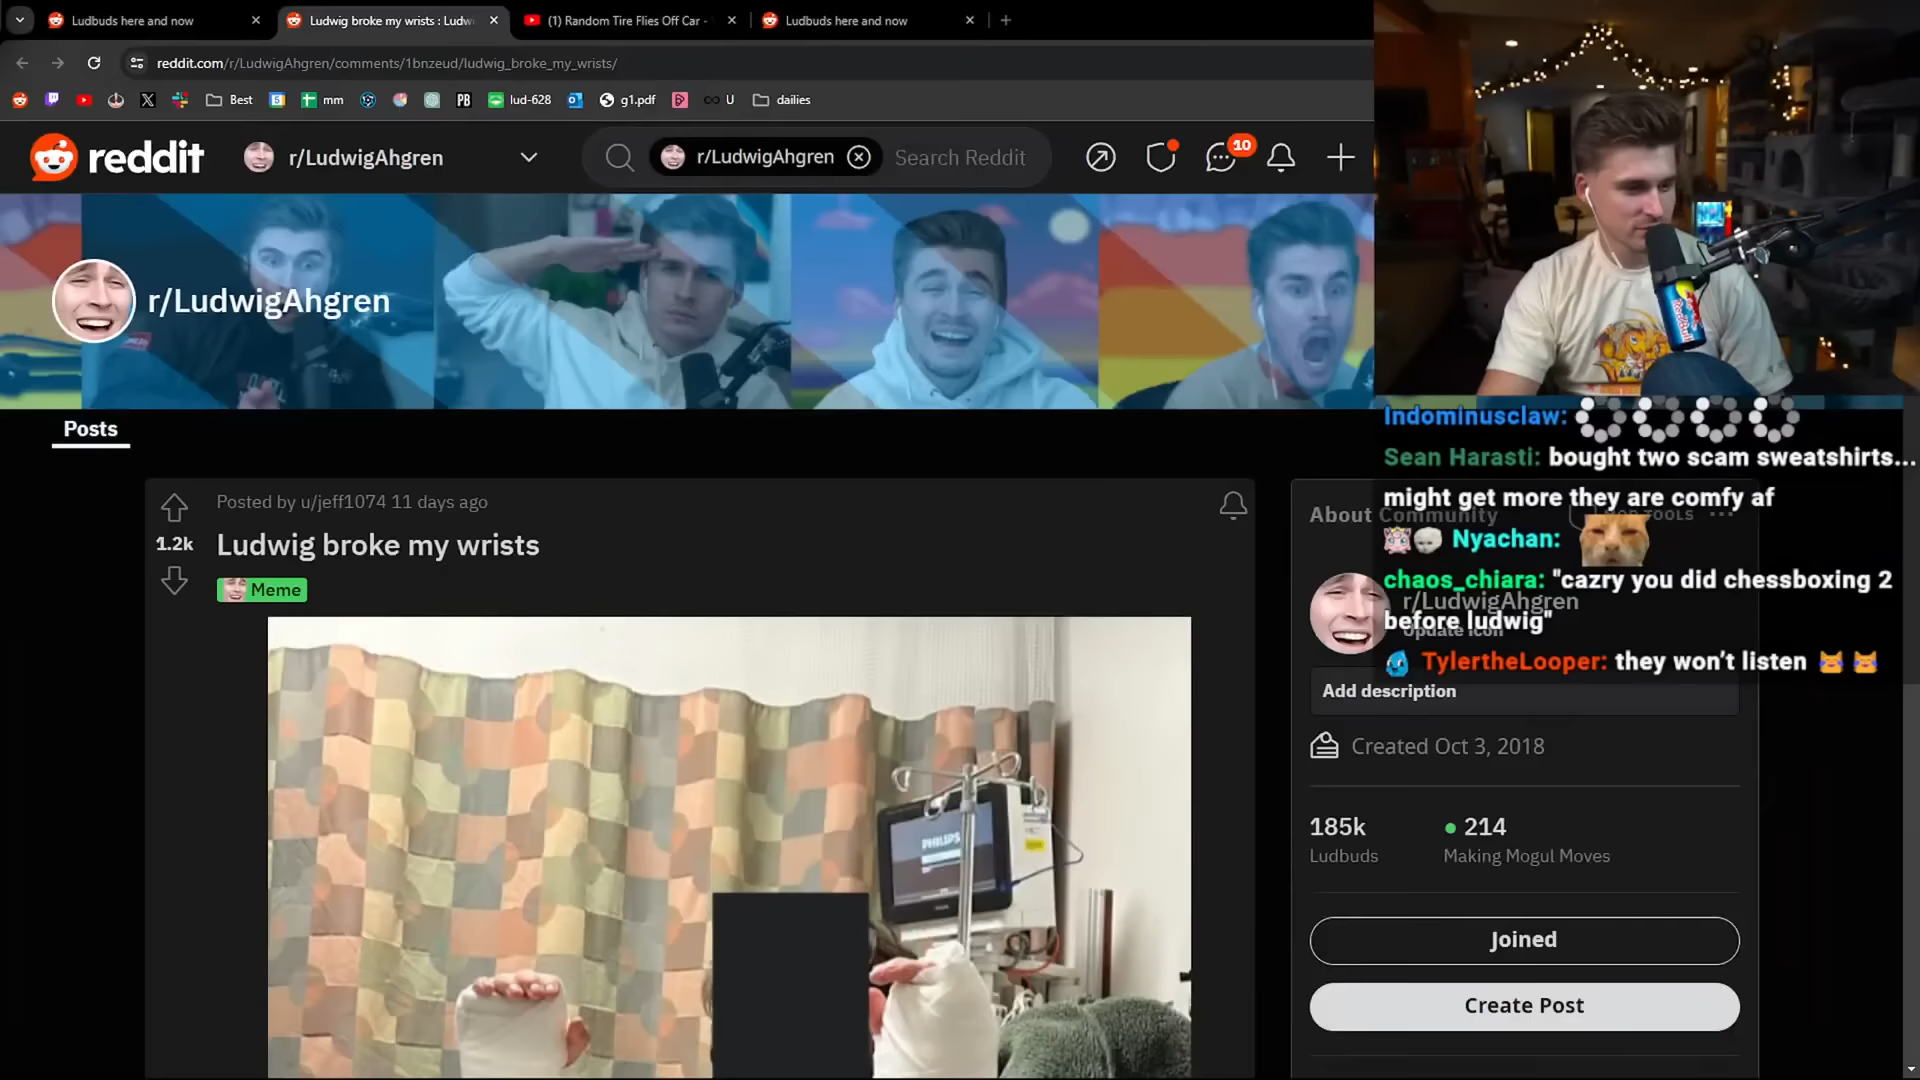 Ludbuds here and now
Ludwig broke my wrists : Ludw
(1) Random Tire Flies Off Car -
Ludbuds here and now
reddit.com/r/LudwigAhgren/comments/1bnzeud/ludwig_broke_my_wrists/
Best
mm
PB
lud-628
g1.pdf
U
dailies
reddit
r/LudwigAhgren
r/LudwigAhgren
Search Reddit
10
r/LudwigAhgren
Posts
Posted by u/jeff1074 11 days ago
1.2k
Ludwig broke my wrists
Meme
PHILIPS
Indominusclaw:
Sean Harasti: bought two scam sweatshirts...
might get more they are comfy af
Nyachan:
chaos_chiara: "cazry you did chessboxing 2
before ludwig"
TylertheLooper: they won't listen
RedBull
About Community
TOOLS
r/LudwigAhgren
Update icon
Add description
Created Oct 3, 2018
185k
214
Ludbuds
Making Mogul Moves
Joined
Create Post